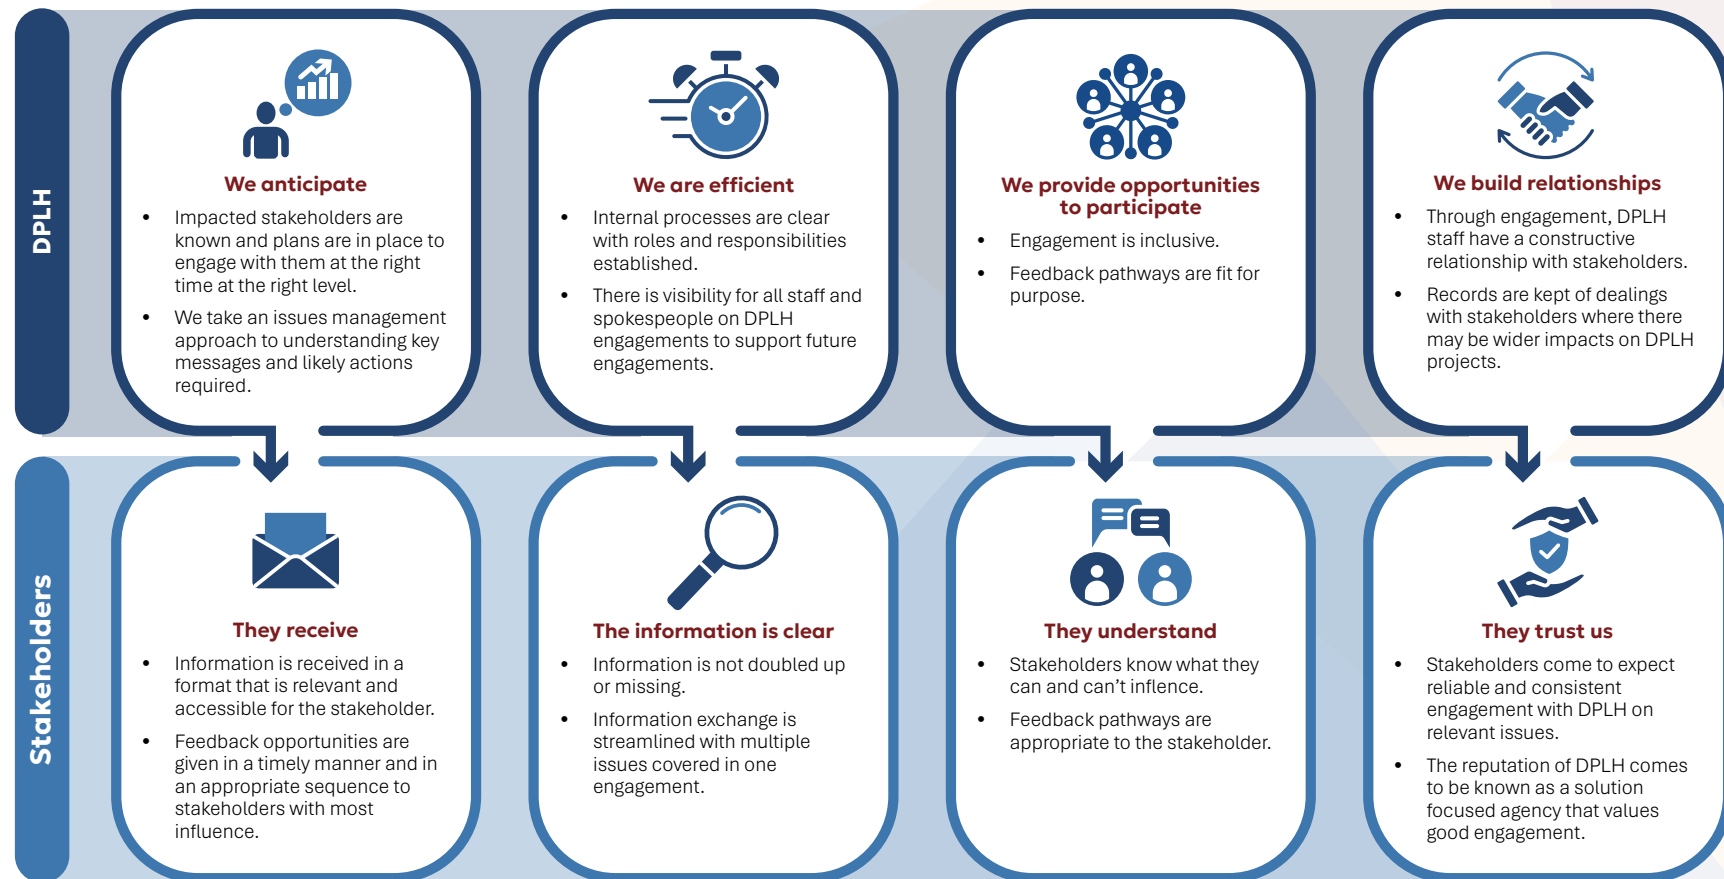 DPLH
We anticipate
• Impacted stakeholders are
known and plans are in place to
engage with them at the right
time at the right level.
• We take an issues management
approach to understanding key
messages and likely actions
required.
We are efficient
• Internal processes are clear
with roles and responsibilities
established.
• There is visibility for all staff and
spokespeople on DPLH
engagements to support future
engagements.
We provide opportunities
to participate
• Engagement is inclusive.
• Feedback pathways are fit for
purpose.
We build relationships
• Through engagement, DPLH
staff have a constructive
relationship with stakeholders.
• Records are kept of dealings
with stakeholders where there
may be wider impacts on DPLH
projects.
Stakeholders
They receive
• Information is received in a
format that is relevant and
accessible for the stakeholder.
• Feedback opportunities are
given in a timely manner and in
an appropriate sequence to
stakeholders with most
influence.
The information is clear
• Information is not doubled up
or missing.
• Information exchange is
streamlined with multiple
issues covered in one
engagement.
They understand
• Stakeholders know what they
can and can't inflence.
• Feedback pathways are
appropriate to the stakeholder.
They trust us
• Stakeholders come to expect
reliable and consistent
engagement with DPLH on
relevant issues.
• The reputation of DPLH comes
to be known as a solution
focused agency that values
good engagement.